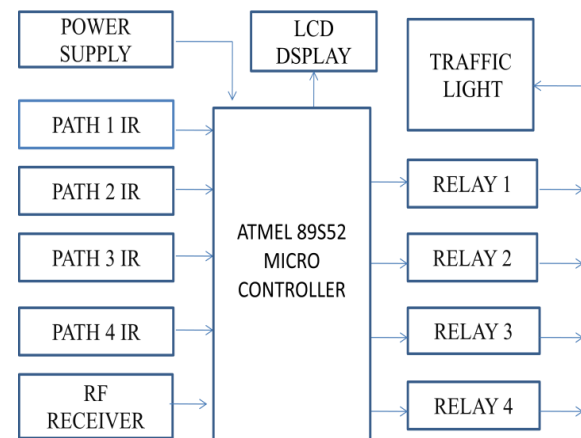 POWER
SUPPLY
LCD
DSPLAY
TRAFFIC
LIGHT
PATH 1 IR
PATH 2 IR
PATH 3 IR
PATH 4 IR
RF
RECEIVER
ATMEL 89S52
MICRO
CONTROLLER
RELAY 1
RELAY 2
RELAY 3
RELAY 4